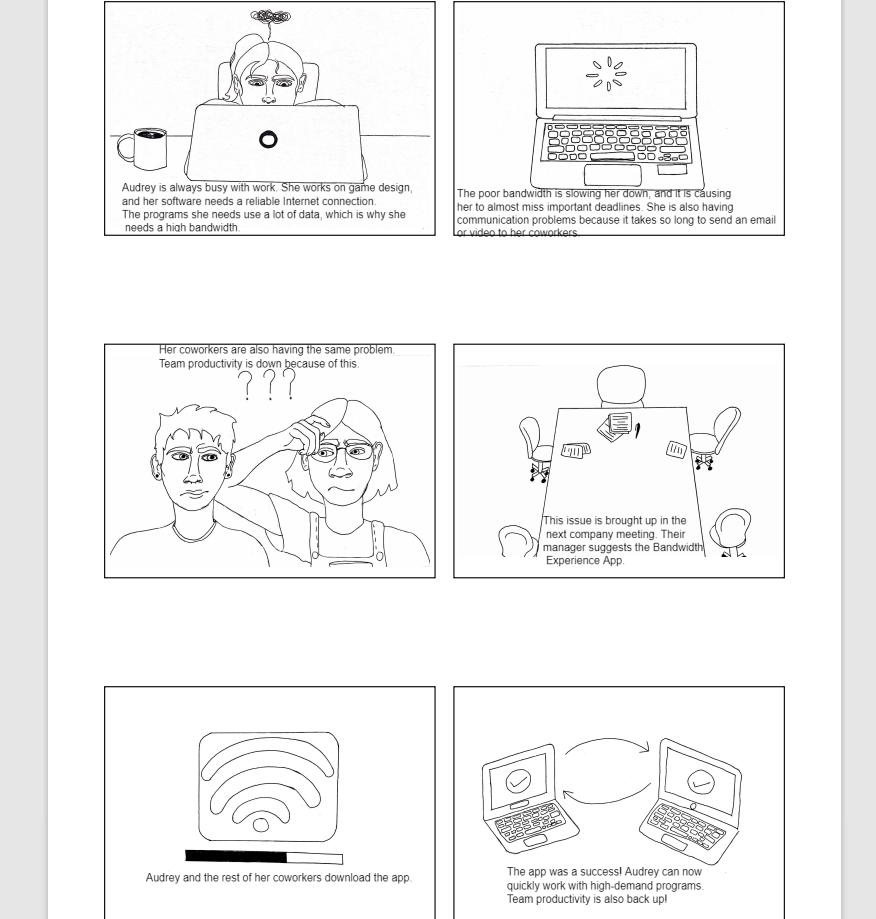 Audrey is always busy with work. She works on game design,
and her software needs a reliable Internet connection.
The programs she needs use a lot of data, which is why she
needs a high bandwidth.
The poor bandwidth is slowing her down, and it is causing
her to almost miss important deadlines. She is also having
communication problems because it takes so long to send an email
or video to her coworkers.
Her coworkers are also having the same problem.
Team productivity is down because of this.
? ? ?
This issue is brought up in the
next company meeting. Their
manager suggests the Bandwidth
Experience App.
Audrey and the rest of her coworkers download the app.
The app was a success! Audrey can now
quickly work with high-demand programs.
Team productivity is also back up!